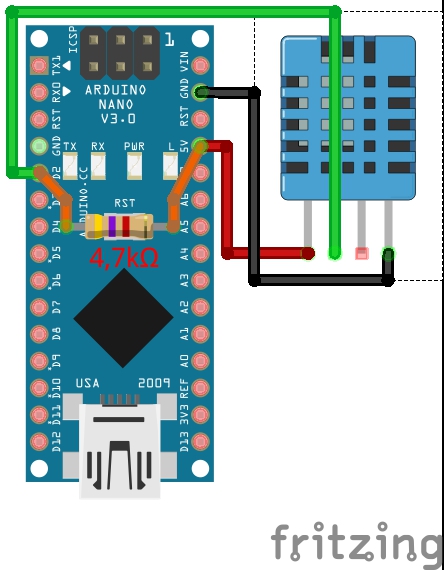 ICSP
1
TX1
RX0
RST
GND
D2
D3
D4
D5
D6
D7
D8
D9
D10
D11
D12
ARDUINO
NANO
V3.0
TX
RX
PWR
L
ARDUINO.CC
RST
4,7kΩ
USA
2009
VIN
GND
RST
5V
A6
A5
A4
A3
A2
A1
A0
REF
3V3
D13
fritzing